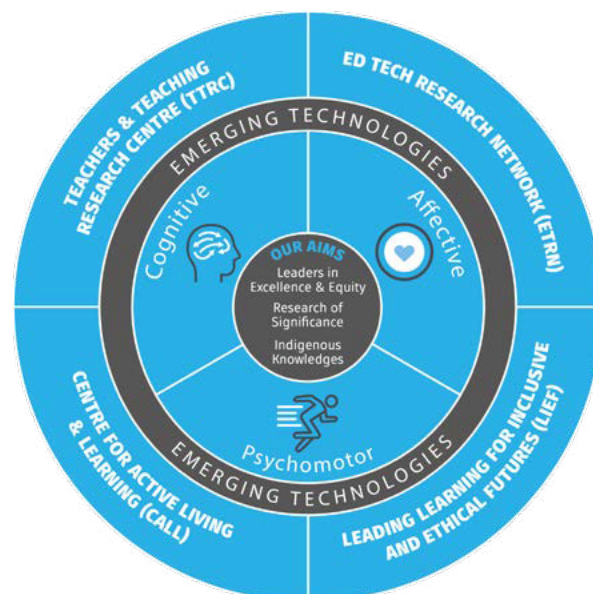 TEACHERS & TEACHING
RESEARCH CENTRE (TTRC)
ED TECH RESEARCH NETWORK (ETRN)
EMERGING TECHNOLOGIES
Cognitive
Affective
OUR AIMS
Leaders in
Excellence & Equity
Research of
Significance
Indigenous
Knowledges
Psychomotor
EMERGING TECHNOLOGIES
CENTRE FOR ACTIVE LIVING
& LEARNING (CALL)
LEADING LEARNING FOR INCLUSIVE
AND ETHICAL FUTURES (LIEF)